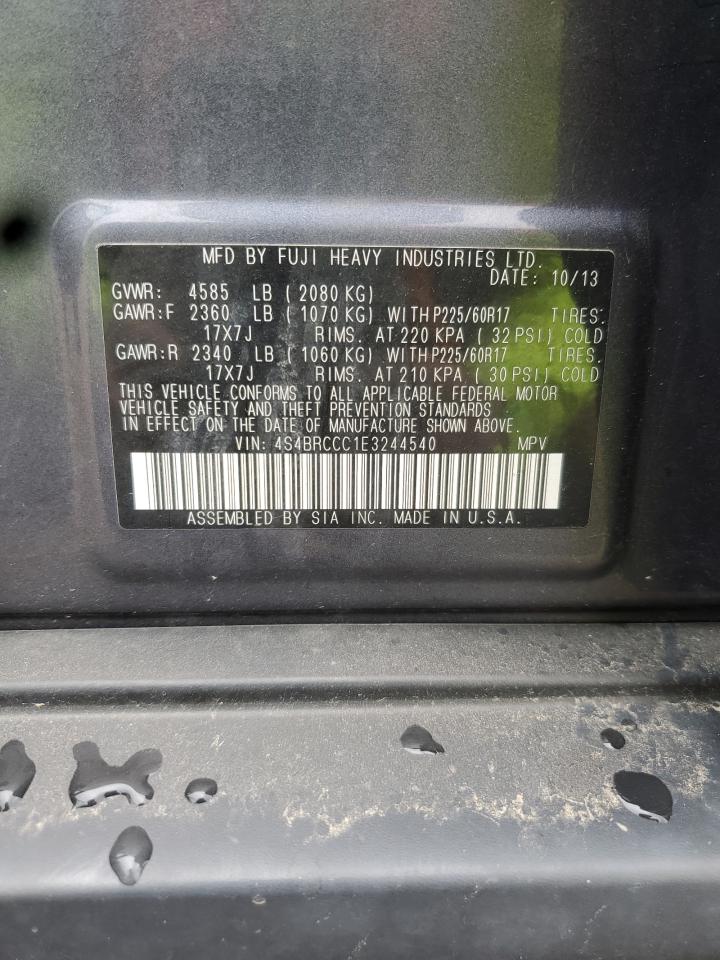 MFD BY FUJI HEAVY INDUSTRIES LTD.
DATE: 10/13
GVWR: 4585 LB ( 2080 KG)
GAWR:F 2360 LB ( 1070 KG) WITH P225/60R17 TIRES.
17X7J RIMS. AT 220 KPA ( 32 PSI) COLD
GAWR:R 2340 LB ( 1060 KG) WITH P225/60R17 TIRES.
17X7J RIMS. AT 210 KPA ( 30 PSI) COLD
THIS VEHICLE CONFORMS TO ALL APPLICABLE FEDERAL MOTOR
VEHICLE SAFETY AND THEFT PREVENTION STANDARDS
IN EFFECT ON THE DATE OF MANUFACTURE SHOWN ABOVE.
VIN: 4S4BRCCC1E3244540 MPV
ASSEMBLED BY SIA INC. MADE IN U.S.A.